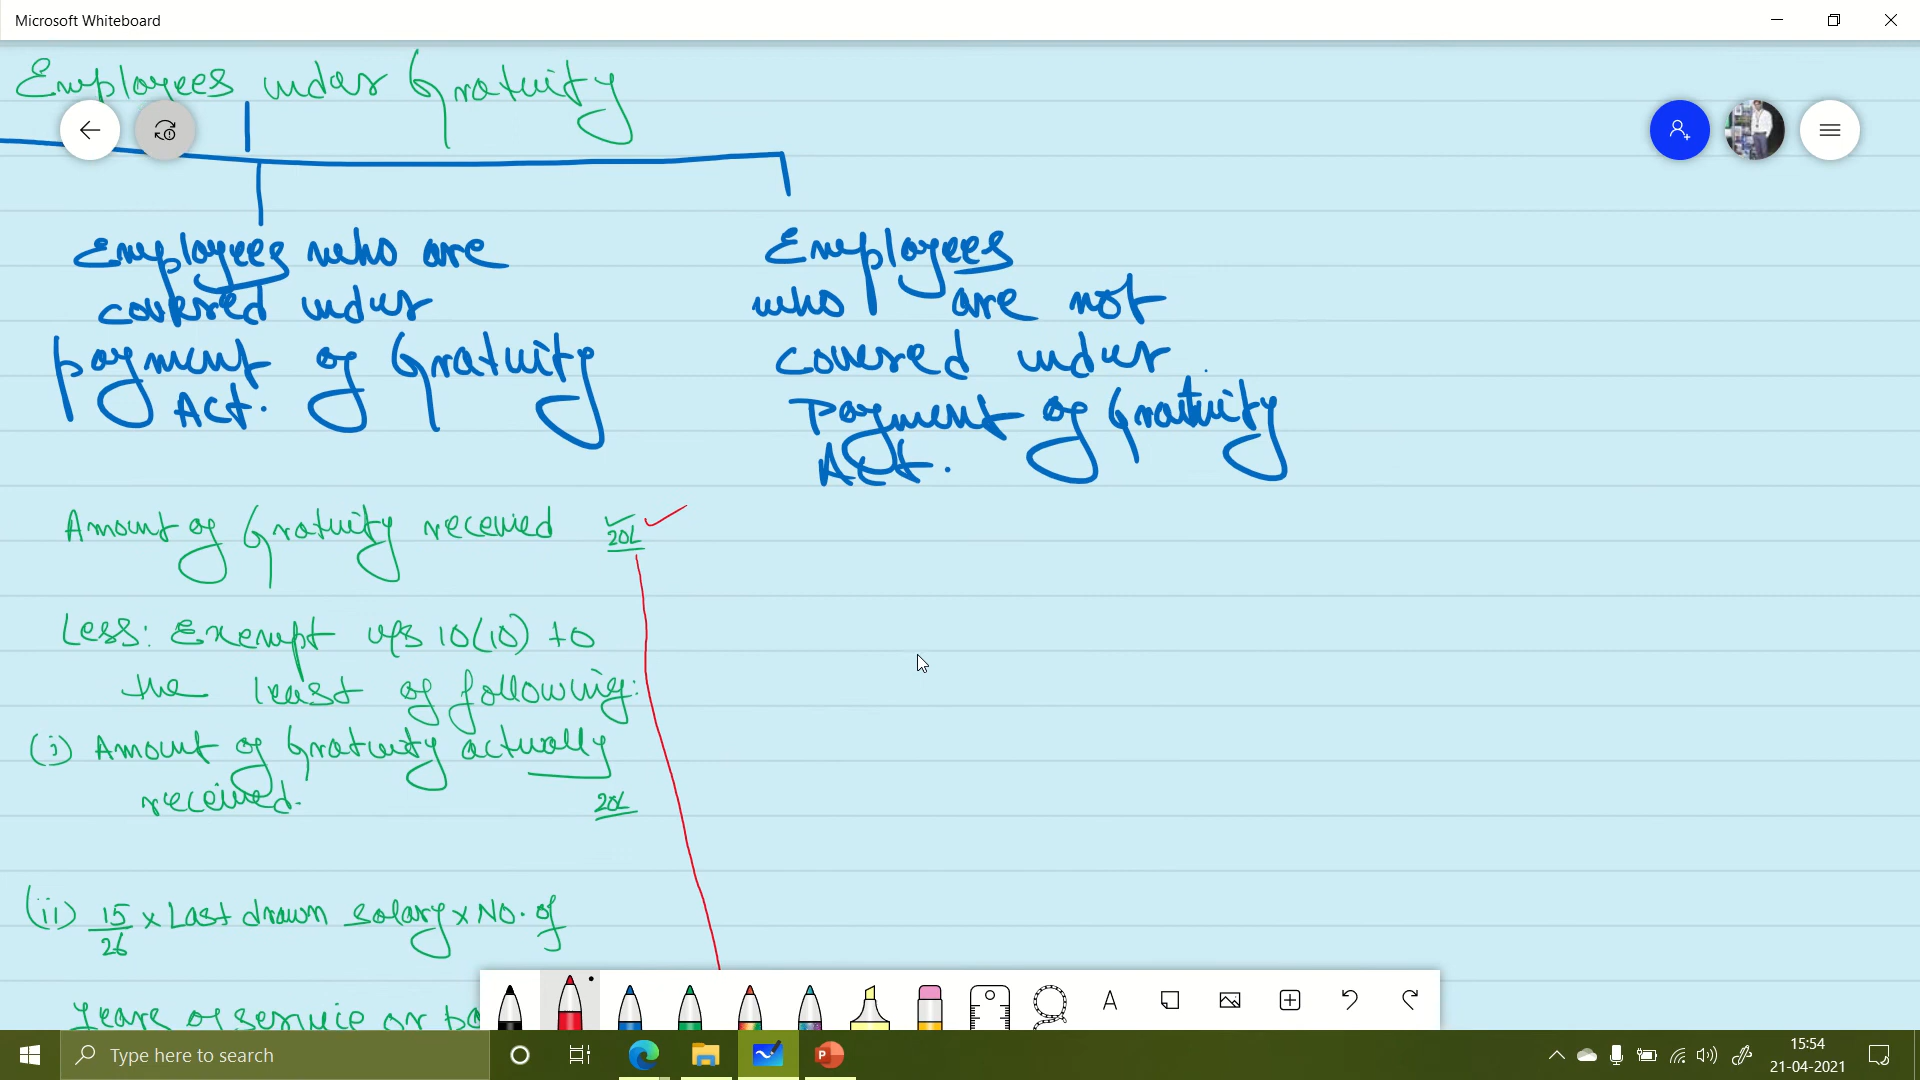 Microsoft Whiteboard
Employees under Gratuity
Employees who are
covered under
payment of Gratuity
Act.
Employees
who are not
covered under
Payment of Gratuity
Act.
Amount of Gratuity received 20L
Less: Exempt u/s 10(10) to
the least of following:
(i) Amount of Gratuity actually
received. 20L
(ii) 15/26 x Last drawn salary x No. of
Years of service or
Type here to search
15:54
21-04-2021